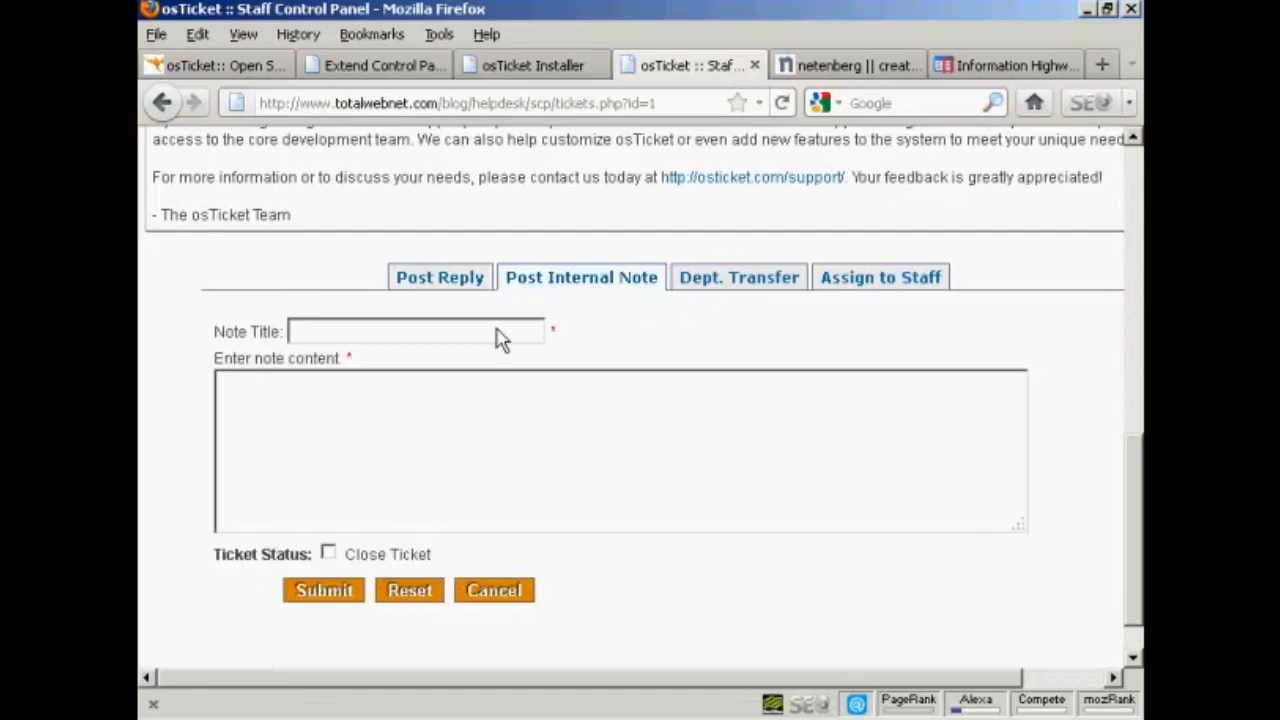 osTicket :: Staff Control Panel - Mozilla Firefox
File Edit View History Bookmarks Tools Help
osTicket:: Open S... Extend Control Pa... osTicket Installer osTicket :: Staf... netenberg || creat... Information Highw...
http://www.totalwebnet.com/blog/helpdesk/scp/tickets.php?id=1 Google SEO
access to the core development team. We can also help customize osTicket or even add new features to the system to meet your unique need
For more information or to discuss your needs, please contact us today at http://osticket.com/support/. Your feedback is greatly appreciated!
- The osTicket Team
Post Reply Post Internal Note Dept. Transfer Assign to Staff
Note Title: *
Enter note content. *
Ticket Status: Close Ticket
Submit Reset Cancel
SEO @ PageRank Alexa Compete mozRank